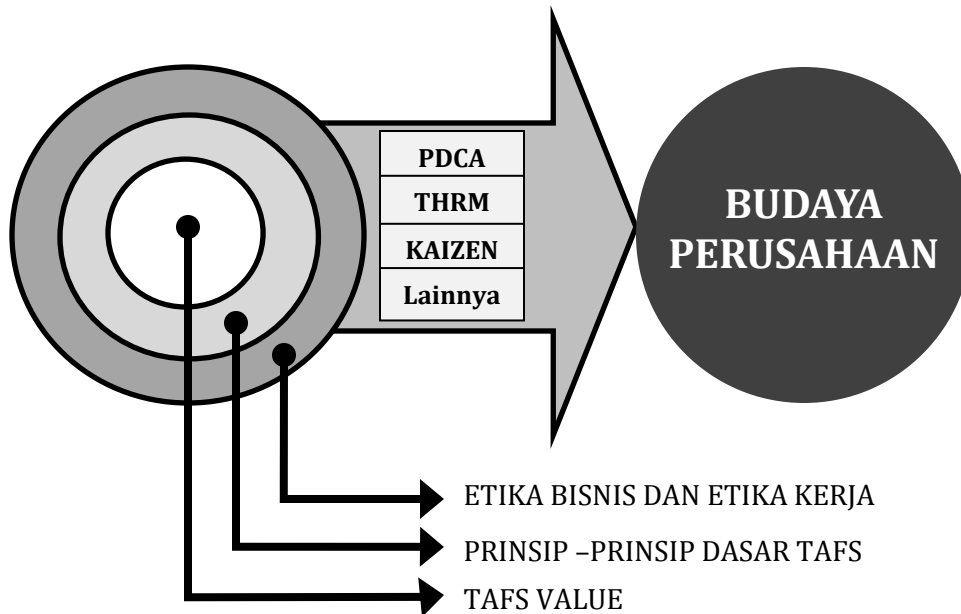 PDCA
THRM
KAIZEN
Lainnya
BUDAYA
PERUSAHAAN
ETIKA BISNIS DAN ETIKA KERJA
PRINSIP –PRINSIP DASAR TAFS
TAFS VALUE